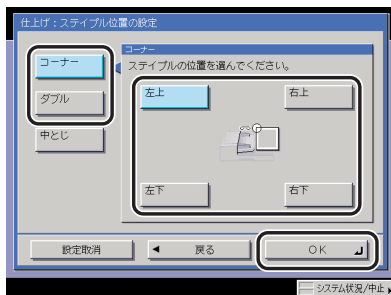 仕上げ：ステイプル位置の設定
コーナー
コーナー
ステイプルの位置を選んでください。
ダブル
左上
右上
中とじ
左下
右下
設定取消
◀ 戻る
OK
システム状況/中止